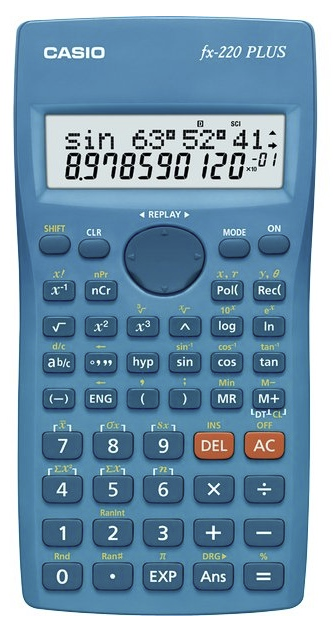 CASIO fx-220 PLUS
D SCI
sin 63° 52° 41
8.978590120×10-01
◀ REPLAY ▶
SHIFT CLR MODE ON
x! nPr x, r y, θ
x-1 nCr Pol( Rec(
³√ ˣ√ 10ˣ eˣ
√ x² x³ ^ log ln
d/c ← sin⁻¹ cos⁻¹ tan⁻¹
ab/c °,,, hyp sin cos tan
← , ; Min M−
(−) ENG ( ) MR M+
DT CL
x̄ σx sx INS OFF
7 8 9 DEL AC
Σx² Σx n
4 5 6 × ÷
RanInt
1 2 3 + −
Rnd Ran# π DRG▶ %
0 · EXP Ans =